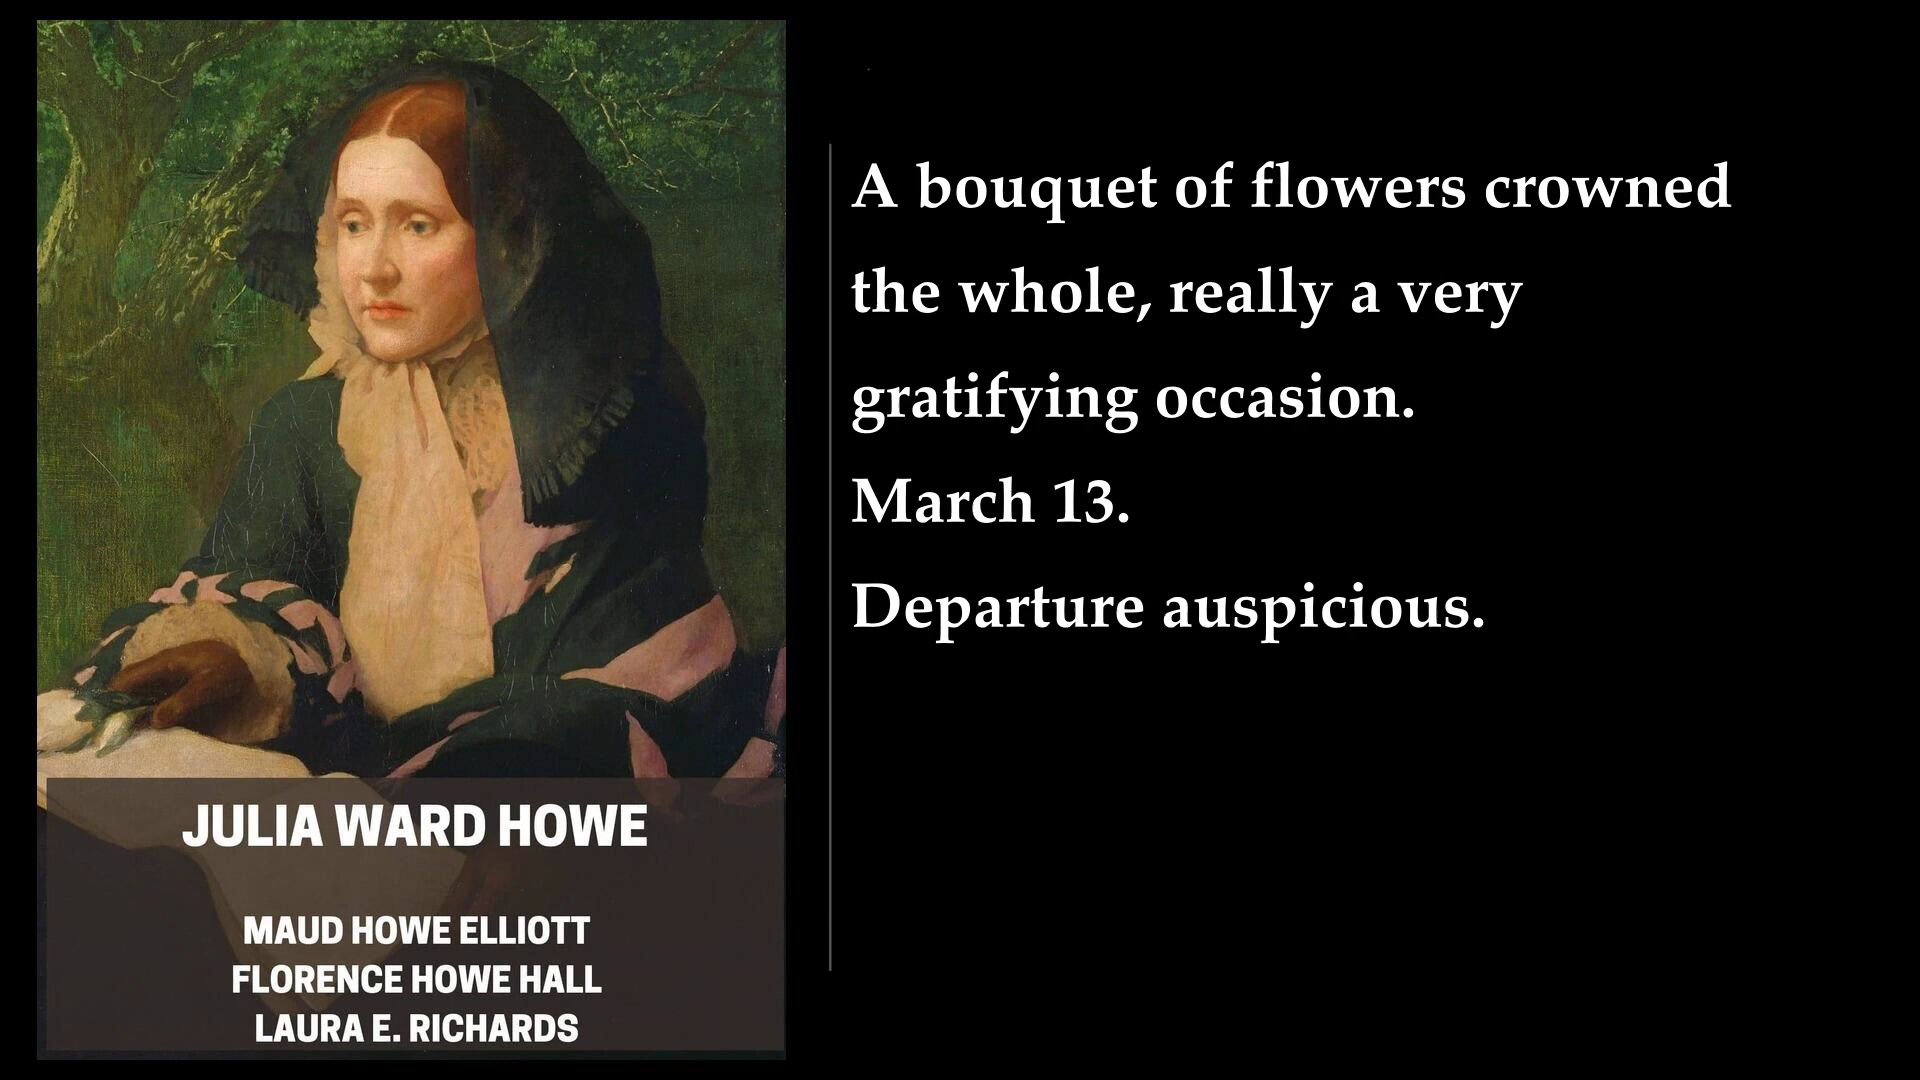 A bouquet of flowers crowned
the whole, really a very
gratifying occasion.
March 13.
Departure auspicious.
JULIA WARD HOWE
MAUD HOWE ELLIOTT
FLORENCE HOWE HALL
LAURA E. RICHARDS